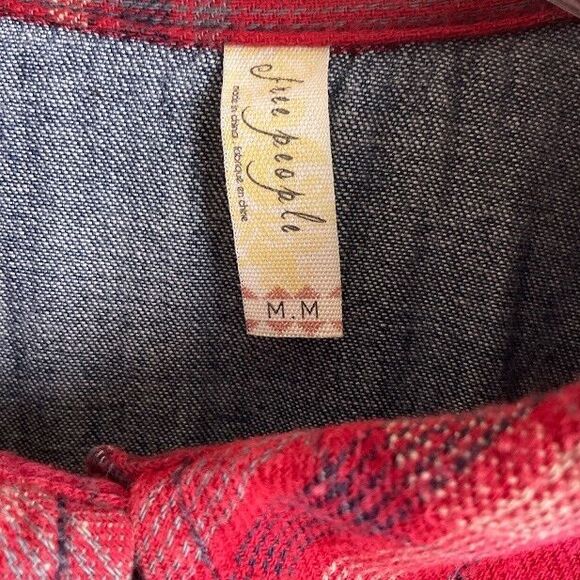 free people
made in china . fabriqué en chine
M.M